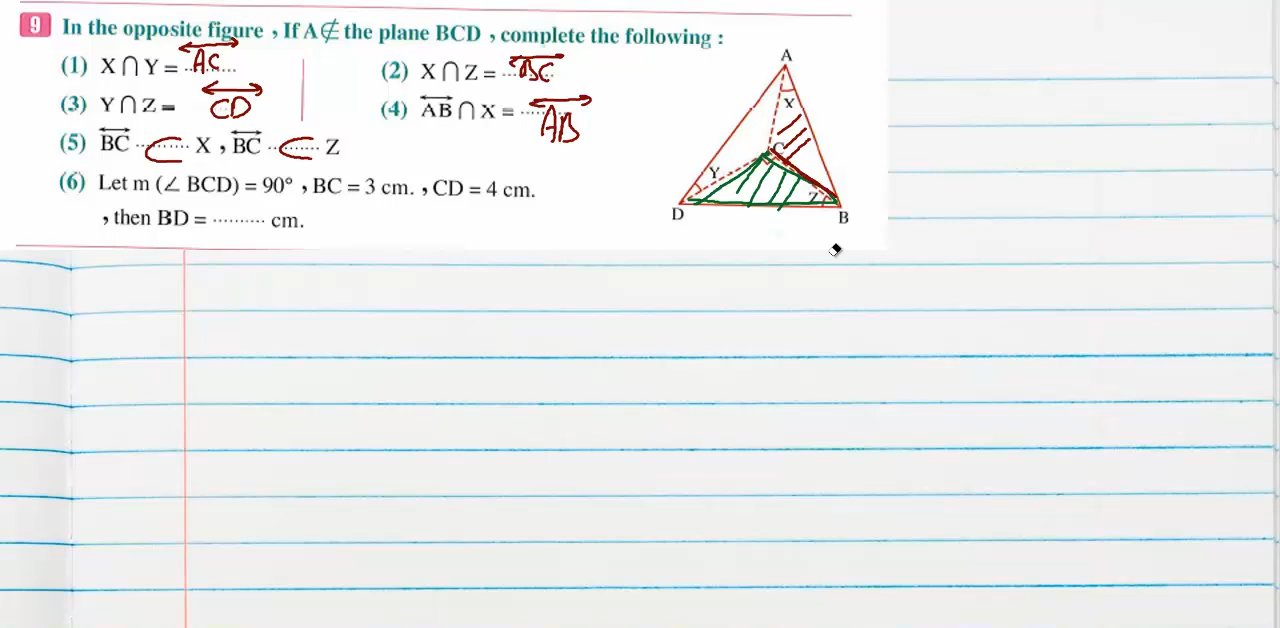 9 In the opposite figure , If A ∉ the plane BCD , complete the following :
(1) X ∩ Y = AC
(2) X ∩ Z = BC
(3) Y ∩ Z = CD
(4) AB ∩ X = AB
(5) BC ⊂ X , BC ⊂ Z
(6) Let m (∠ BCD) = 90° , BC = 3 cm. , CD = 4 cm.
, then BD = ·········· cm.
A
X
C
Y
Z
D
B